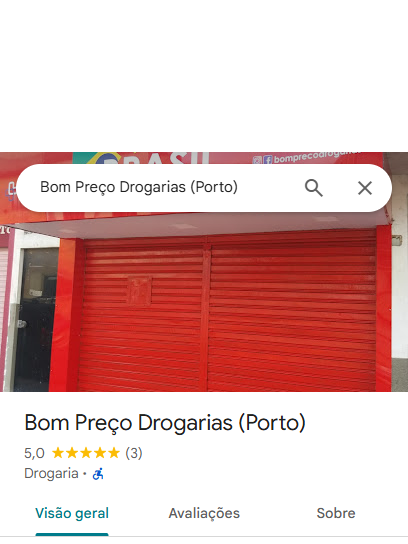 BRASIL
bomprecodrogarias
Bom Preço Drogarias (Porto)
Bom Preço Drogarias (Porto)
5,0 ★★★★★ (3)
Drogaria ·
Visão geral
Avaliações
Sobre